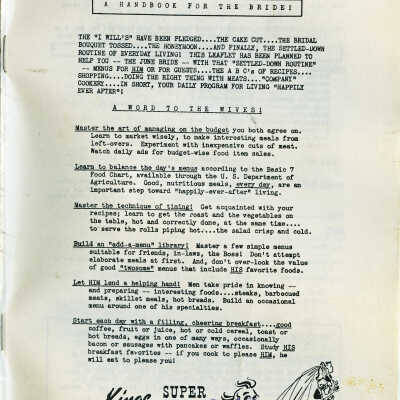 A HANDBOOK FOR THE BRIDE!
THE "I WILL'S" HAVE BEEN PLEDGED....THE CAKE CUT....THE BRIDAL
BOUQUET TOSSED....THE HONEYMOON....AND FINALLY, THE SETTLED-DOWN
ROUTINE OF EVERYDAY LIVING! THIS LEAFLET HAS BEEN PLANNED TO
HELP YOU -- THE JUNE BRIDE -- WITH THAT "SETTLED-DOWN ROUTINE"
-- MENUS FOR HIM OR FOR GUESTS....THE A B C's OF RECIPES....
SHOPPING....DOING THE RIGHT THING WITH MEATS...."COMPANY"
COOKERY....IN SHORT, YOUR DAILY PROGRAM FOR LIVING "HAPPILY
EVER AFTER"!
A WORD TO THE WIVES!
Master the art of managing on the budget you both agree on.
Learn to market wisely, to make interesting meals from
left-overs. Experiment with inexpensive cuts of meat.
Watch daily ads for budget-wise food item sales.
Learn to balance the day's menus according to the Basic 7
Food Chart, available through the U. S. Department of
Agriculture. Good, nutritious meals, every day, are an
important step toward "happily-ever-after" living.
Master the technique of timing! Get acquainted with your
recipes; learn to get the roast and the vegetables on
the table, hot and correctly done, at the same time....
to serve the rolls piping hot....the salad crisp and cold.
Build an "add-a-menu" library! Master a few simple menus
suitable for friends, in-laws, the Boss! Don't attempt
elaborate meals at first. And, don't over-look the value
of good "twosome" menus that include HIS favorite foods.
Let HIM lend a helping hand! Men take pride in knowing --
and preparing -- interesting foods....steaks, barbecued
meats, skillet meals, hot breads. Build an occasional
menu around one of his specialties.
Start each day with a filling, cheering breakfast....good
coffee, fruit or juice, hot or cold cereal, toast or
hot breads, eggs in one of many ways, occasionally
bacon or sausages with pancakes or waffles. Study HIS
breakfast favorites -- if you cook to please HIM, he
will eat to please you!
SUPER